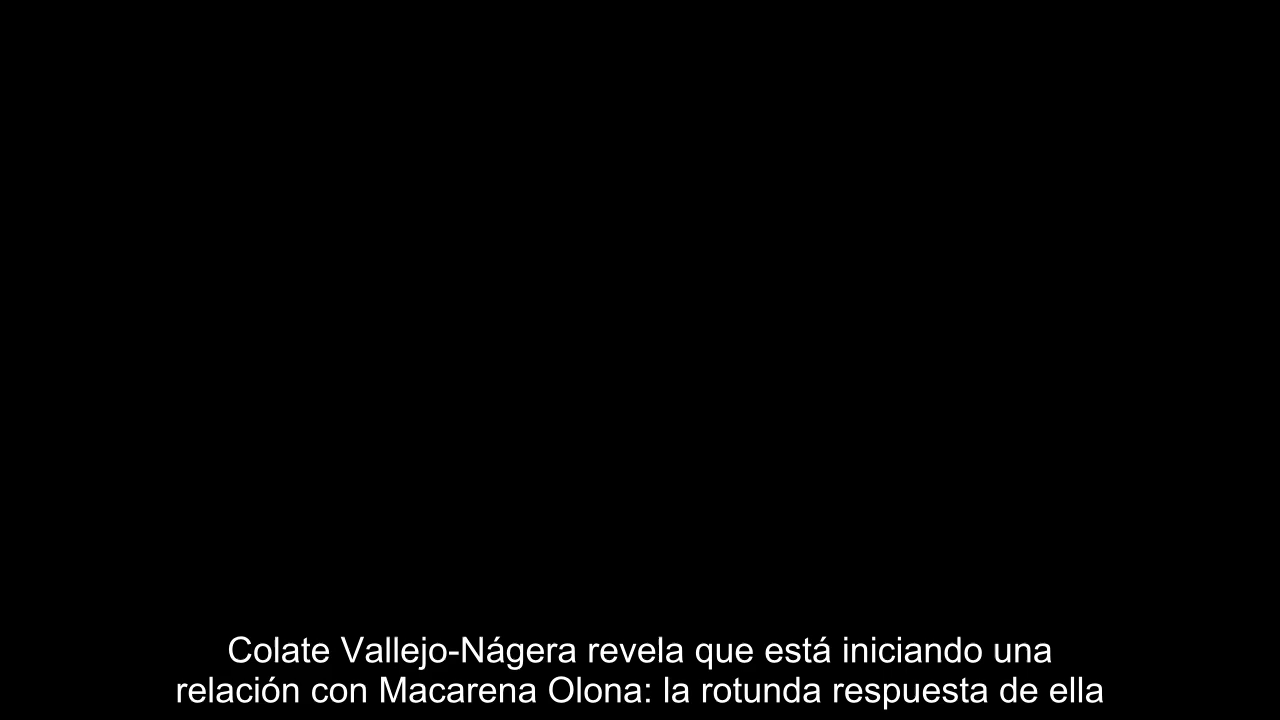 Colate Vallejo-Nágera revela que está iniciando una
relación con Macarena Olona: la rotunda respuesta de ella